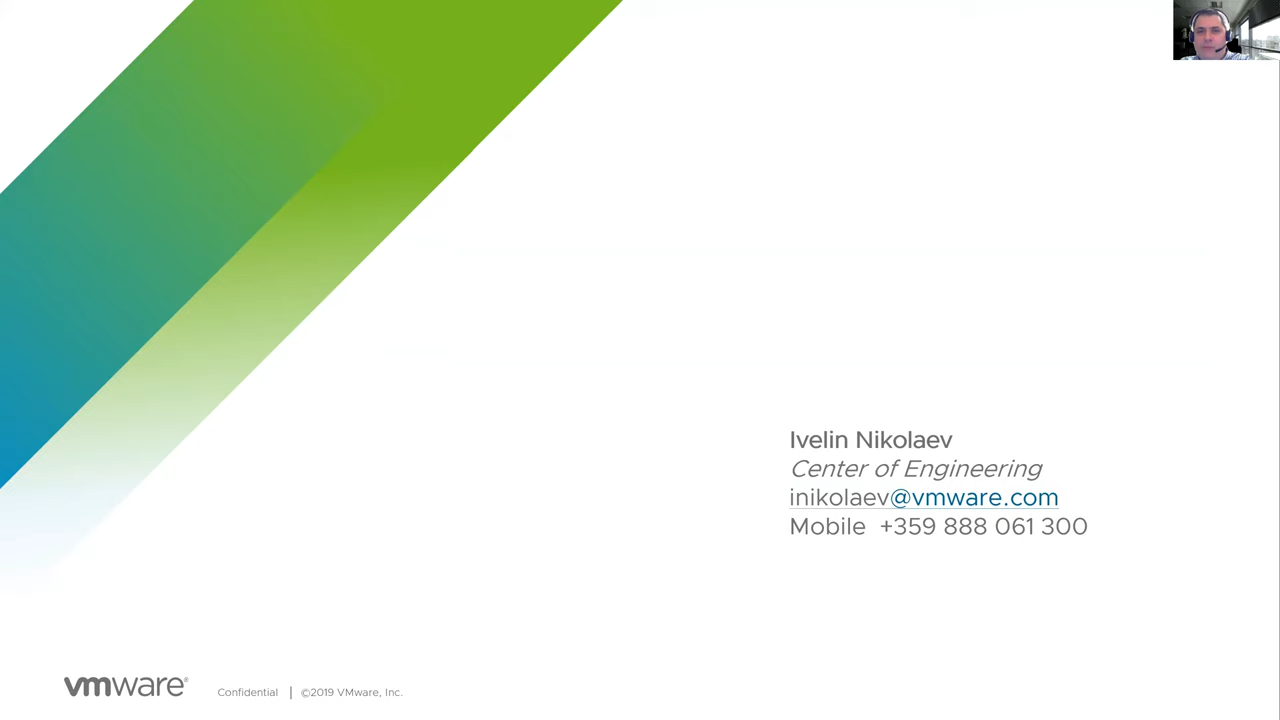 Ivelin Nikolaev
Center of Engineering
inikolaev@vmware.com
Mobile +359 888 061 300
vmware®
Confidential | ©2019 VMware, Inc.